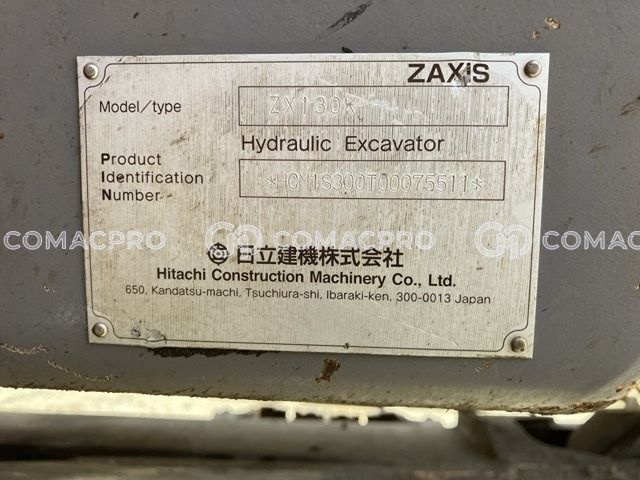 ZAXIS
Model/type ZX130K
Hydraulic Excavator
Product
Identification *HCM1S300T00075511*
Number
COMACPRO COMACPRO COMACPRO
日立建機株式会社
Hitachi Construction Machinery Co., Ltd.
650, Kandatsu-machi, Tsuchiura-shi, Ibaraki-ken, 300-0013 Japan